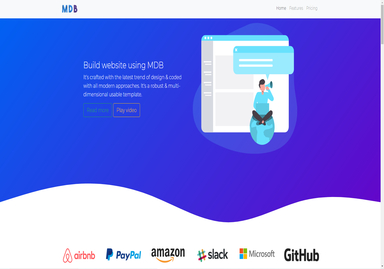 MDB
Home Features Pricing
Build website using MDB
It's crafted with the latest trend of design & coded
with all modern approaches. It's a robust & multi-
dimensional usable template.
Read more Play video
airbnb PayPal amazon slack Microsoft GitHub